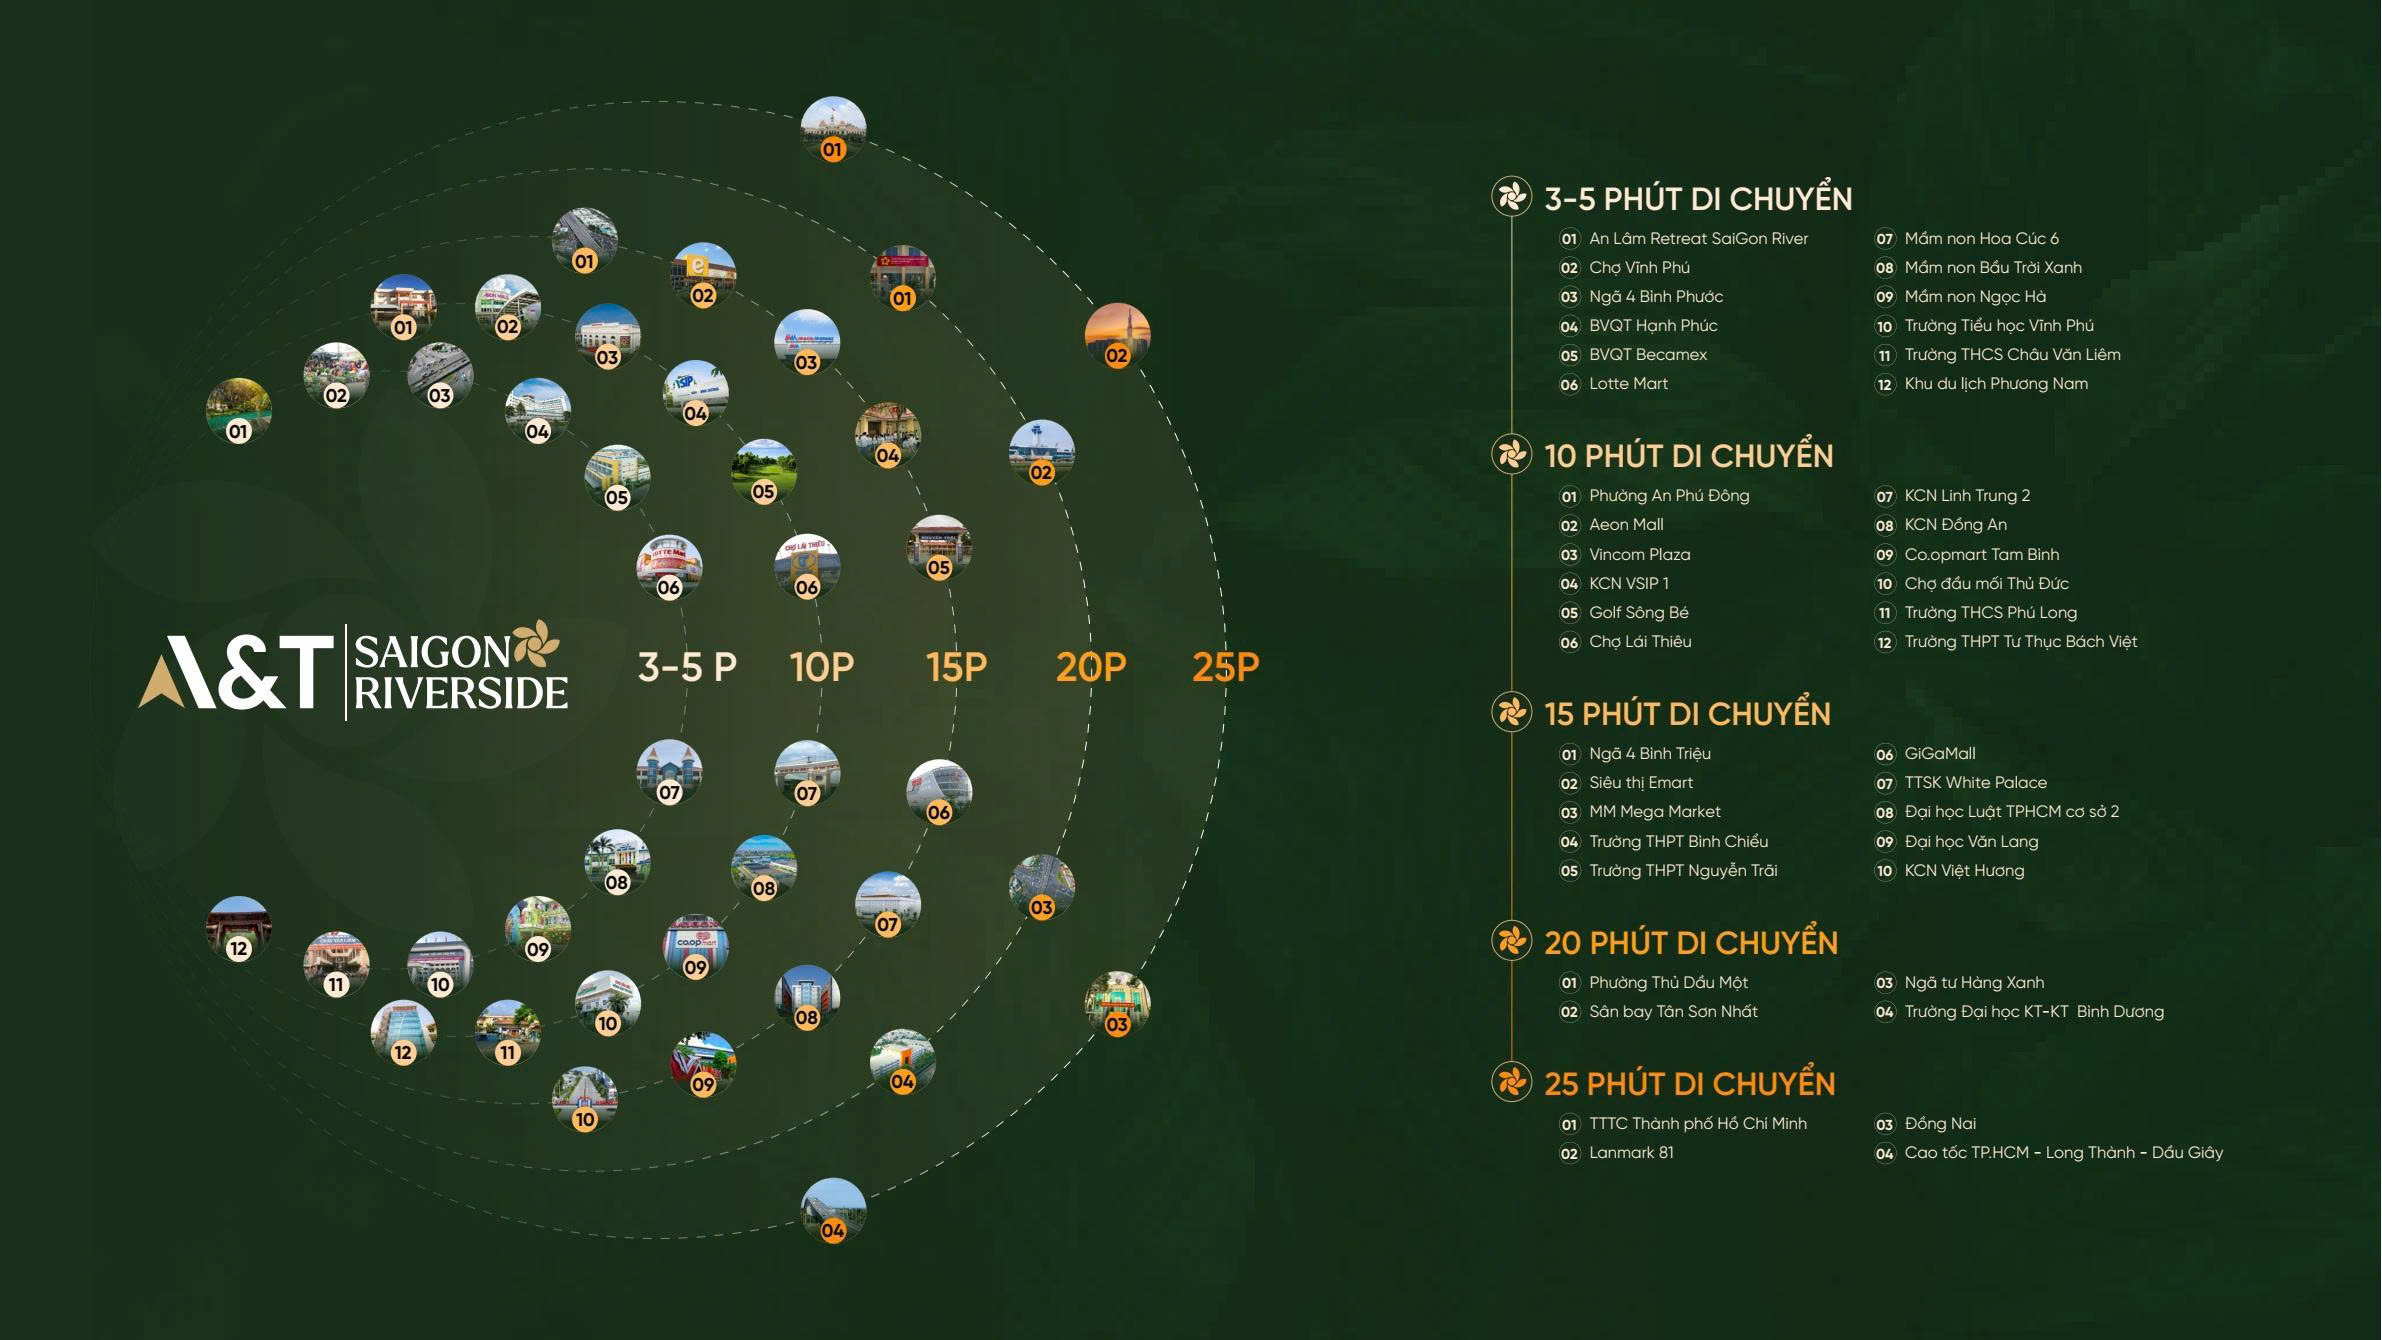 A&T
SAIGON
RIVERSIDE
3-5 P
10P
15P
20P
25P
3-5 PHÚT DI CHUYỂN
01 An Lâm Retreat SaiGon River
02 Chợ Vĩnh Phú
03 Ngã 4 Bình Phước
04 BVQT Hạnh Phúc
05 BVQT Becamex
06 Lotte Mart
07 Mầm non Hoa Cúc 6
08 Mầm non Bầu Trời Xanh
09 Mầm non Ngọc Hà
10 Trường Tiểu học Vĩnh Phú
11 Trường THCS Châu Văn Liêm
12 Khu du lịch Phương Nam
10 PHÚT DI CHUYỂN
01 Phường An Phú Đông
02 Aeon Mall
03 Vincom Plaza
04 KCN VSIP 1
05 Golf Sông Bé
06 Chợ Lái Thiêu
07 KCN Linh Trung 2
08 KCN Đồng An
09 Co.opmart Tam Bình
10 Chợ đầu mối Thủ Đức
11 Trường THCS Phú Long
12 Trường THPT Tư Thục Bách Việt
15 PHÚT DI CHUYỂN
01 Ngã 4 Bình Triệu
02 Siêu thị Emart
03 MM Mega Market
04 Trường THPT Bình Chiểu
05 Trường THPT Nguyễn Trãi
06 GiGaMall
07 TTSK White Palace
08 Đại học Luật TPHCM cơ sở 2
09 Đại học Văn Lang
10 KCN Việt Hương
20 PHÚT DI CHUYỂN
01 Phường Thủ Dầu Một
02 Sân bay Tân Sơn Nhất
03 Ngã tư Hàng Xanh
04 Trường Đại học KT-KT Bình Dương
25 PHÚT DI CHUYỂN
01 TTTC Thành phố Hồ Chí Minh
02 Lanmark 81
03 Đồng Nai
04 Cao tốc TP.HCM - Long Thành - Dầu Giây